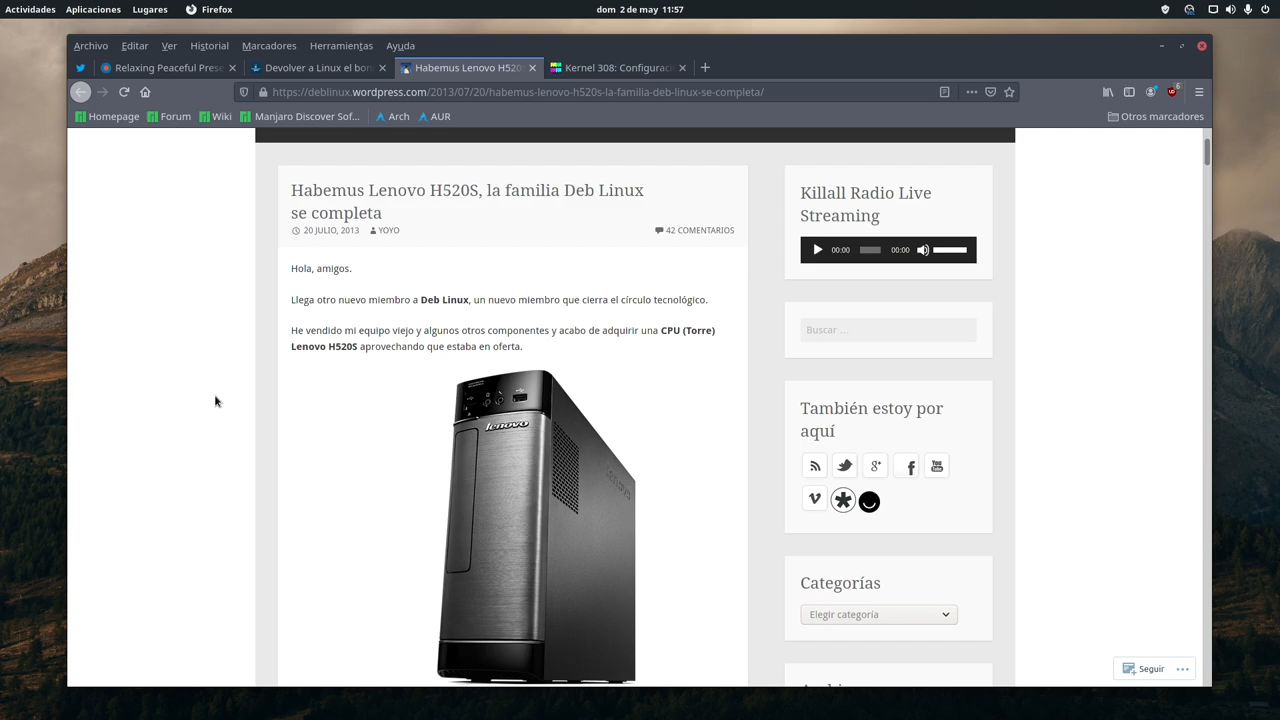 Actividades Aplicaciones Lugares Firefox dom 2 de may 11:57
Archivo Editar Ver Historial Marcadores Herramientas Ayuda
Relaxing Peaceful Prese Devolver a Linux el bon Habemus Lenovo H520 Kernel 308: Configuraci
https://deblinux.wordpress.com/2013/07/20/habemus-lenovo-h520s-la-familia-deb-linux-se-completa/
6
Homepage Forum Wiki Manjaro Discover Sof... Arch AUR Otros marcadores
Habemus Lenovo H520S, la familia Deb Linux
se completa
20 JULIO, 2013 YOYO 42 COMENTARIOS
Hola, amigos.
Llega otro nuevo miembro a Deb Linux, un nuevo miembro que cierra el círculo tecnológico.
He vendido mi equipo viejo y algunos otros componentes y acabo de adquirir una CPU (Torre)
Lenovo H520S aprovechando que estaba en oferta.
lenovo
Killall Radio Live
Streaming
00:00 00:00
Buscar ...
También estoy por
aquí
g+ f You Tube
Categorías
Elegir categoría
Seguir